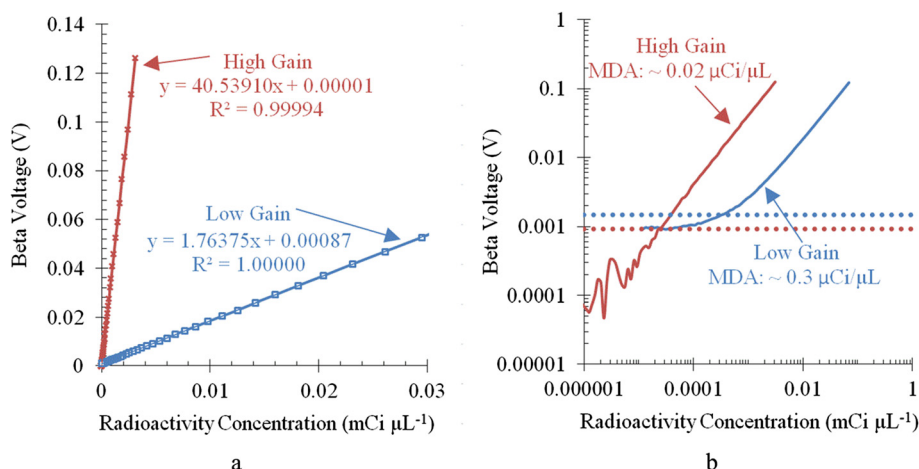 0.14
0.12
0.1
0.08
0.06
0.04
0.02
0
0
0.01
0.02
0.03
Beta Voltage (V)
Radioactivity Concentration (mCi µL⁻¹)
High Gain
y = 40.53910x + 0.00001
R² = 0.99994
Low Gain
y = 1.76375x + 0.00087
R² = 1.00000
a
1
0.1
0.01
0.001
0.0001
0.00001
0.000001
0.0001
0.01
1
Beta Voltage (V)
Radioactivity Concentration (mCi µL⁻¹)
High Gain
MDA: ~ 0.02 µCi/µL
Low Gain
MDA: ~ 0.3 µCi/µL
b